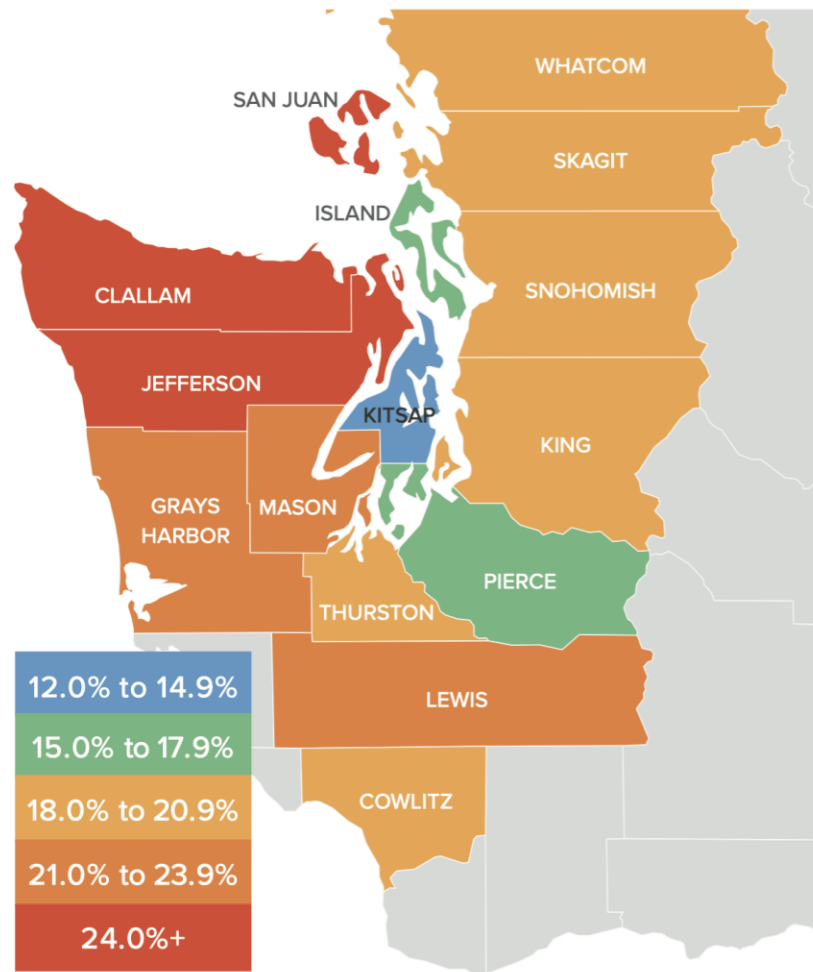 WHATCOM
SAN JUAN
SKAGIT
ISLAND
SNOHOMISH
CLALLAM
JEFFERSON
KITSAP
KING
GRAYS
HARBOR
MASON
PIERCE
THURSTON
LEWIS
COWLITZ
12.0% to 14.9%
15.0% to 17.9%
18.0% to 20.9%
21.0% to 23.9%
24.0%+